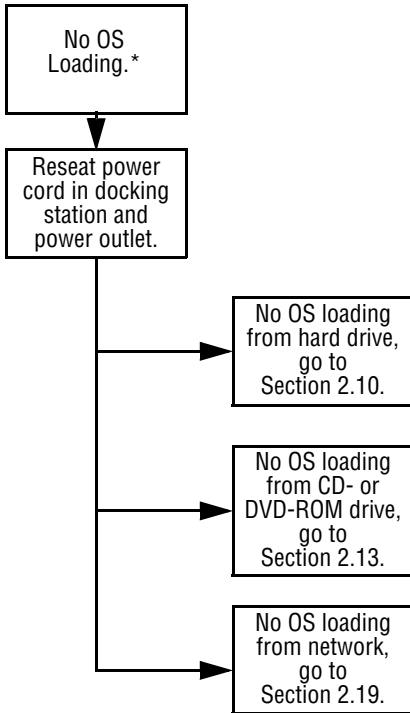 No OS
Loading.*
Reseat power
cord in docking
station and
power outlet.
No OS loading
from hard drive,
go to
Section 2.10.
No OS loading
from CD- or
DVD-ROM drive,
go to
Section 2.13.
No OS loading
from network,
go to
Section 2.19.